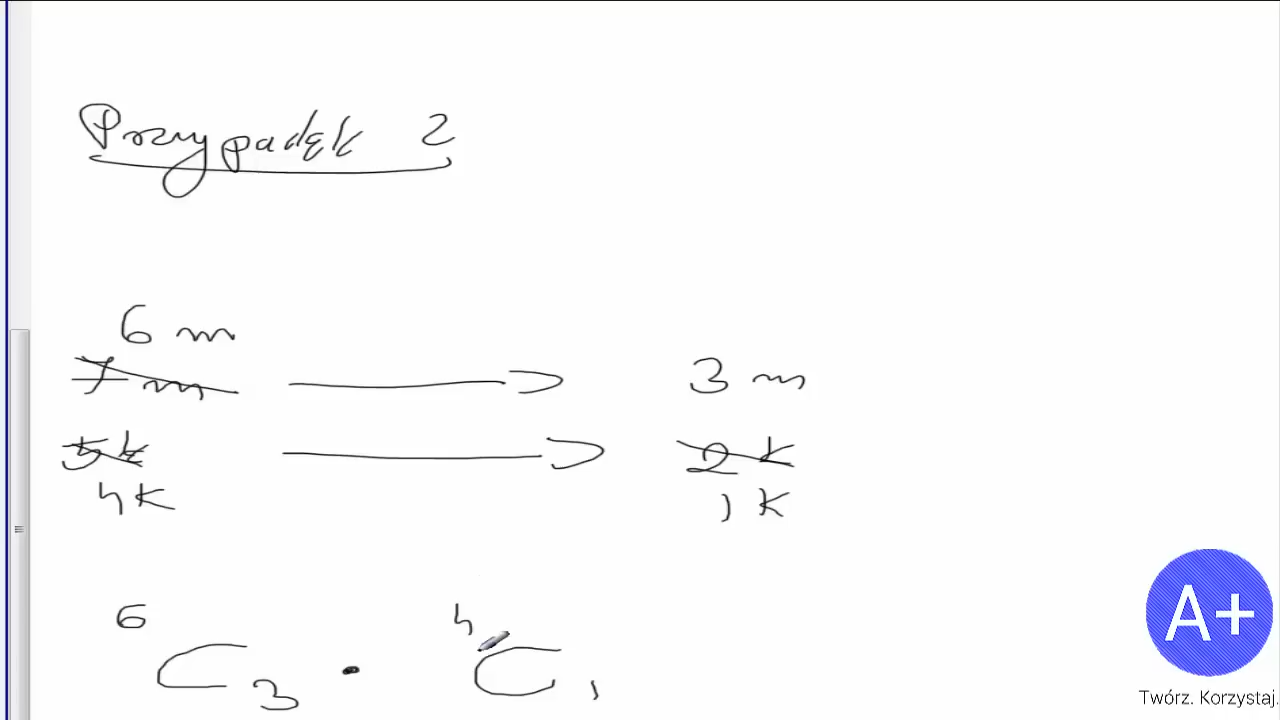 Przypadek 2
6 m
7 m → 3 m
5 k → 2 k
4 k 1 k
6 C 3 · 4 C 1
A+
Twórz. Korzystaj.